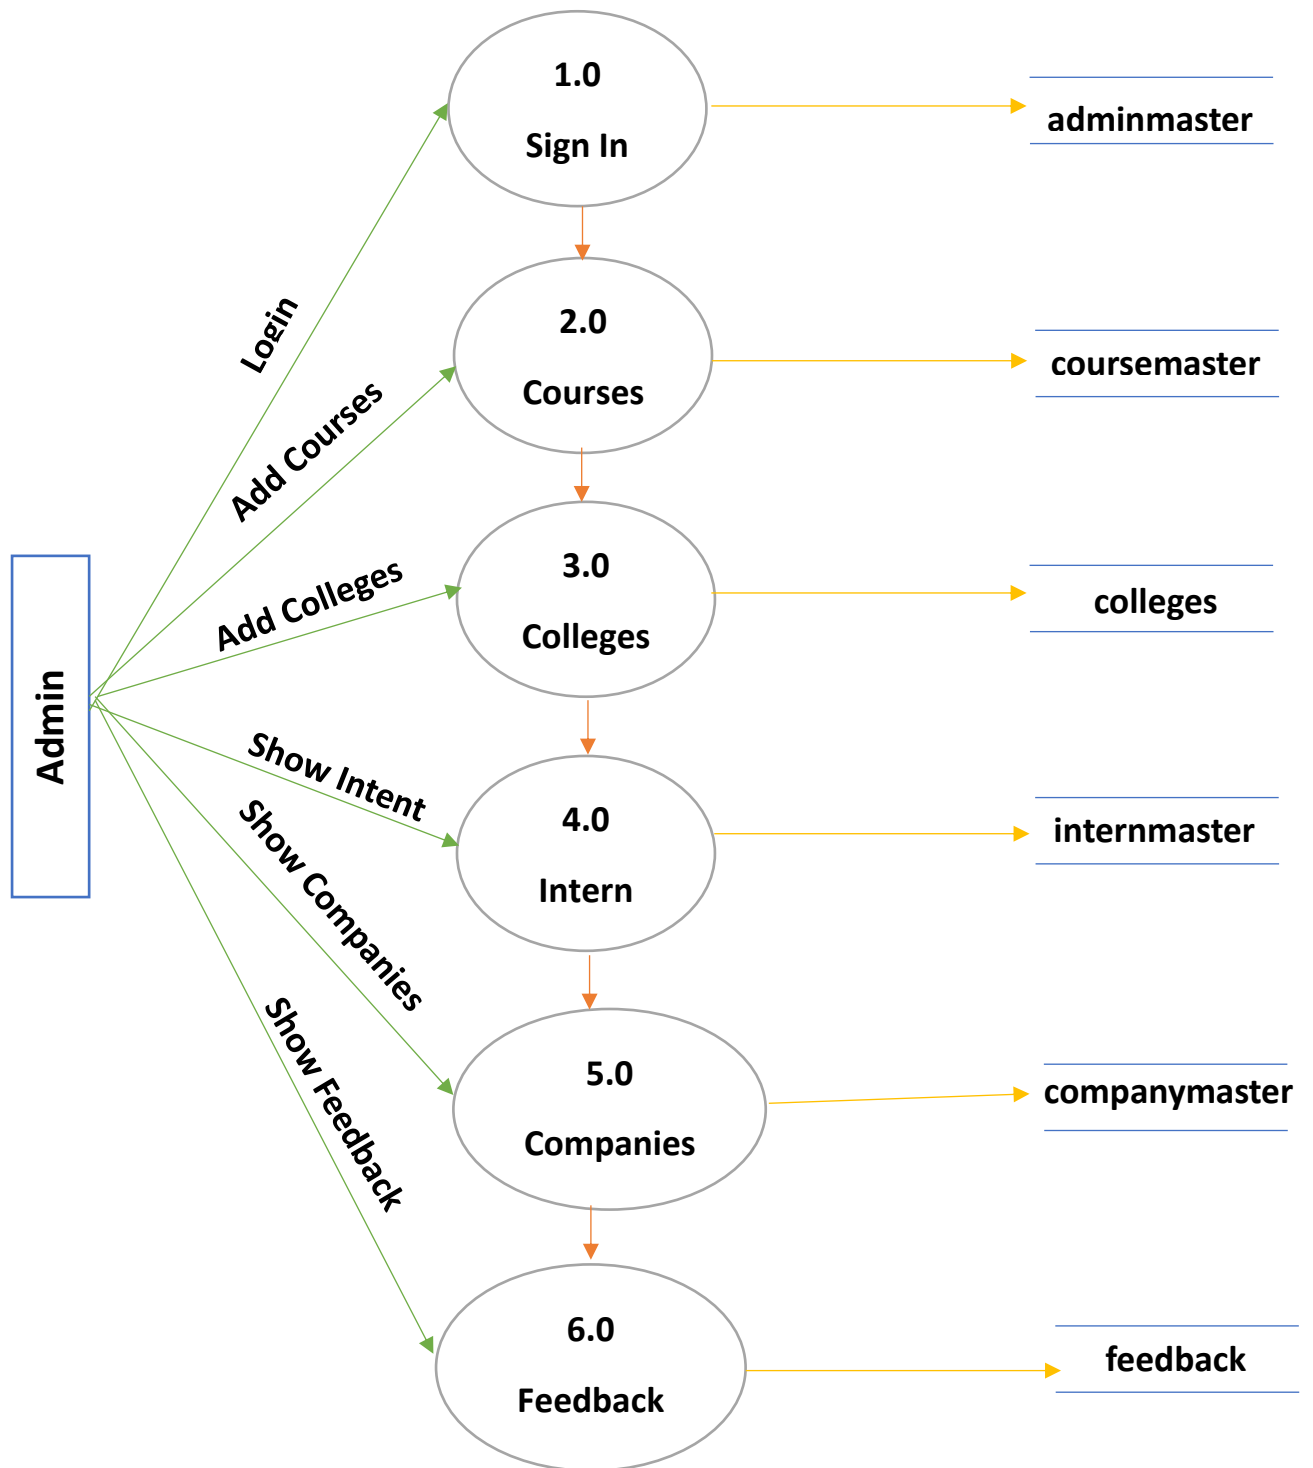 1.0
Sign In
adminmaster
Login
2.0
Courses
coursemaster
Add Courses
3.0
Colleges
colleges
Add Colleges
Admin
Show Intent
4.0
Intern
internmaster
Show Companies
5.0
Companies
companymaster
Show Feedback
6.0
Feedback
feedback